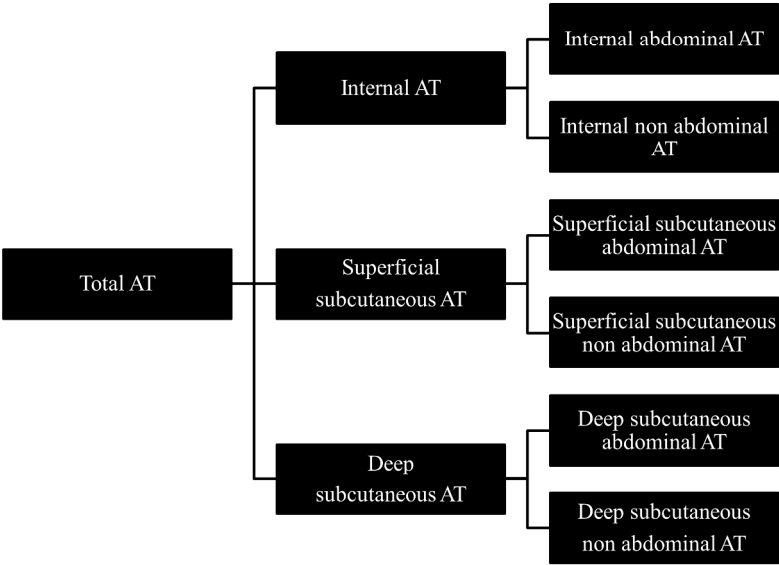 Total AT
Internal AT
Internal abdominal AT
Internal non abdominal
AT
Superficial
subcutaneous AT
Superficial subcutaneous
abdominal AT
Superficial subcutaneous
non abdominal AT
Deep
subcutaneous AT
Deep subcutaneous
abdominal AT
Deep subcutaneous
non abdominal AT